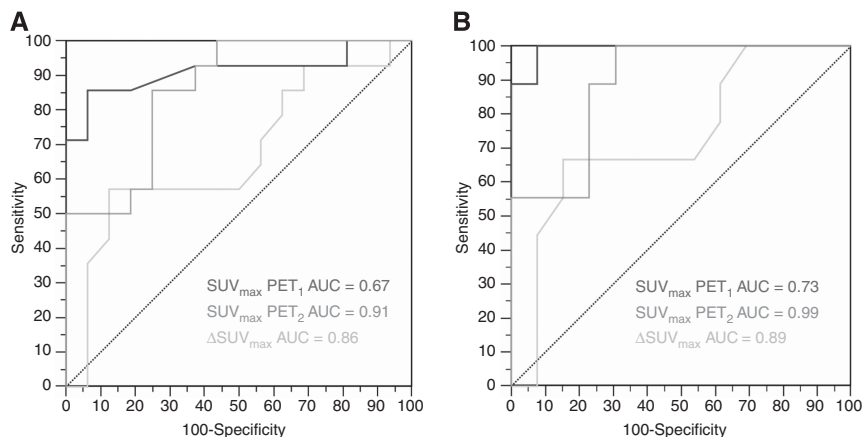 A
100
90
80
70
60
50
40
30
20
10
0
Sensitivity
SUVmax PET1 AUC = 0.67
SUVmax PET2 AUC = 0.91
ΔSUVmax AUC = 0.86
0 10 20 30 40 50 60 70 80 90 100
100-Specificity
B
100
90
80
70
60
50
40
30
20
10
0
Sensitivity
SUVmax PET1 AUC = 0.73
SUVmax PET2 AUC = 0.99
ΔSUVmax AUC = 0.89
0 10 20 30 40 50 60 70 80 90 100
100-Specificity